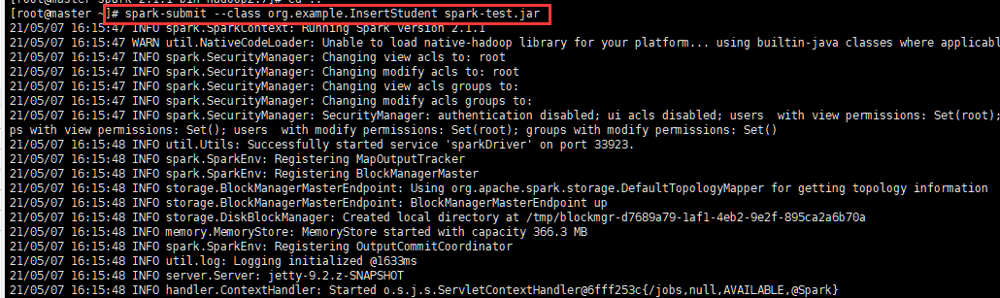 [root@master ~]# spark-submit --class org.example.InsertStudent spark-test.jar
21/05/07 16:15:47 INFO spark.SparkContext: Running Spark version 2.1.1
21/05/07 16:15:47 WARN util.NativeCodeLoader: Unable to load native-hadoop library for your platform... using builtin-java classes where applicabl
21/05/07 16:15:47 INFO spark.SecurityManager: Changing view acls to: root
21/05/07 16:15:47 INFO spark.SecurityManager: Changing modify acls to: root
21/05/07 16:15:47 INFO spark.SecurityManager: Changing view acls groups to:
21/05/07 16:15:47 INFO spark.SecurityManager: Changing modify acls groups to:
21/05/07 16:15:47 INFO spark.SecurityManager: SecurityManager: authentication disabled; ui acls disabled; users  with view permissions: Set(root);
ps with view permissions: Set(); users  with modify permissions: Set(root); groups with modify permissions: Set()
21/05/07 16:15:48 INFO util.Utils: Successfully started service 'sparkDriver' on port 33923.
21/05/07 16:15:48 INFO spark.SparkEnv: Registering MapOutputTracker
21/05/07 16:15:48 INFO spark.SparkEnv: Registering BlockManagerMaster
21/05/07 16:15:48 INFO storage.BlockManagerMasterEndpoint: Using org.apache.spark.storage.DefaultTopologyMapper for getting topology information
21/05/07 16:15:48 INFO storage.BlockManagerMasterEndpoint: BlockManagerMasterEndpoint up
21/05/07 16:15:48 INFO storage.DiskBlockManager: Created local directory at /tmp/blockmgr-d7689a79-1af1-4eb2-9e2f-895ca2a6b70a
21/05/07 16:15:48 INFO memory.MemoryStore: MemoryStore started with capacity 366.3 MB
21/05/07 16:15:48 INFO spark.SparkEnv: Registering OutputCommitCoordinator
21/05/07 16:15:48 INFO util.log: Logging initialized @1633ms
21/05/07 16:15:48 INFO server.Server: jetty-9.2.z-SNAPSHOT
21/05/07 16:15:48 INFO handler.ContextHandler: Started o.s.j.s.ServletContextHandler@6fff253c{/jobs,null,AVAILABLE,@Spark}